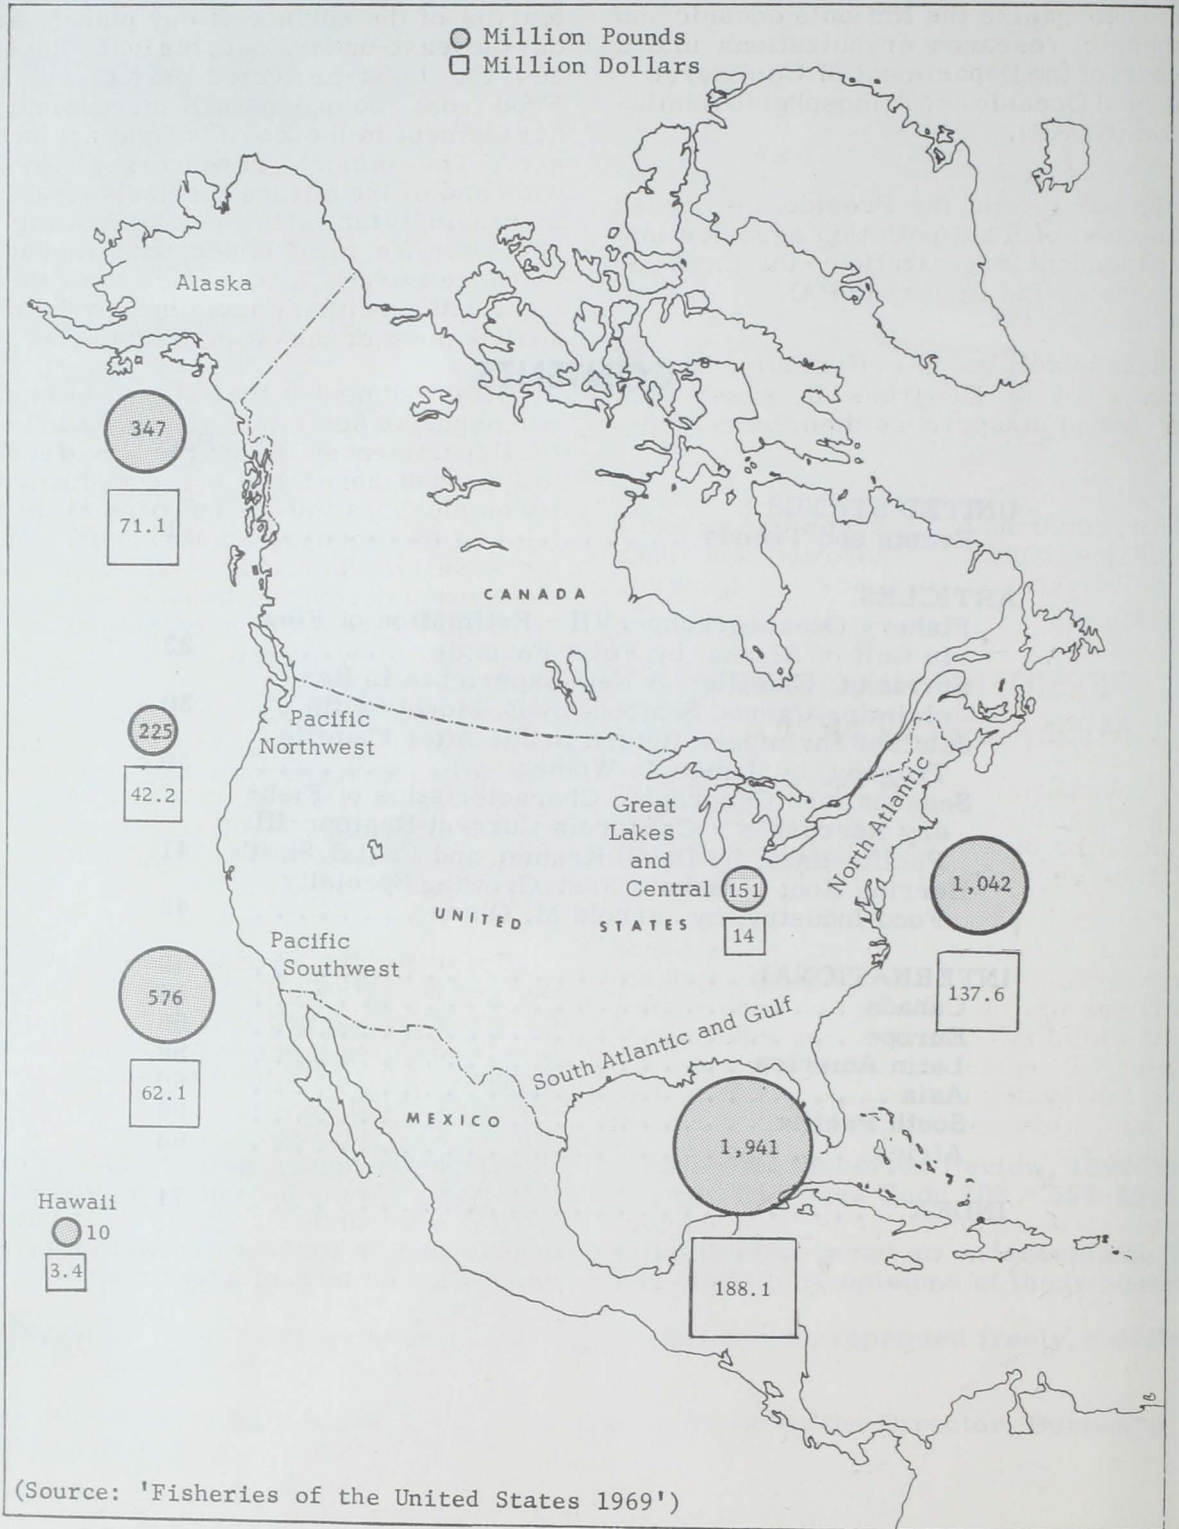 Million Pounds
Million Dollars
Alaska
347
71.1
CANADA
Pacific
Northwest
225
42.2
Great
Lakes
and
Central
151
14
North Atlantic
1,042
137.6
UNITED STATES
Pacific
Southwest
576
62.1
South Atlantic and Gulf
1,941
188.1
MEXICO
Hawaii
10
3.4
(Source: 'Fisheries of the United States 1969')